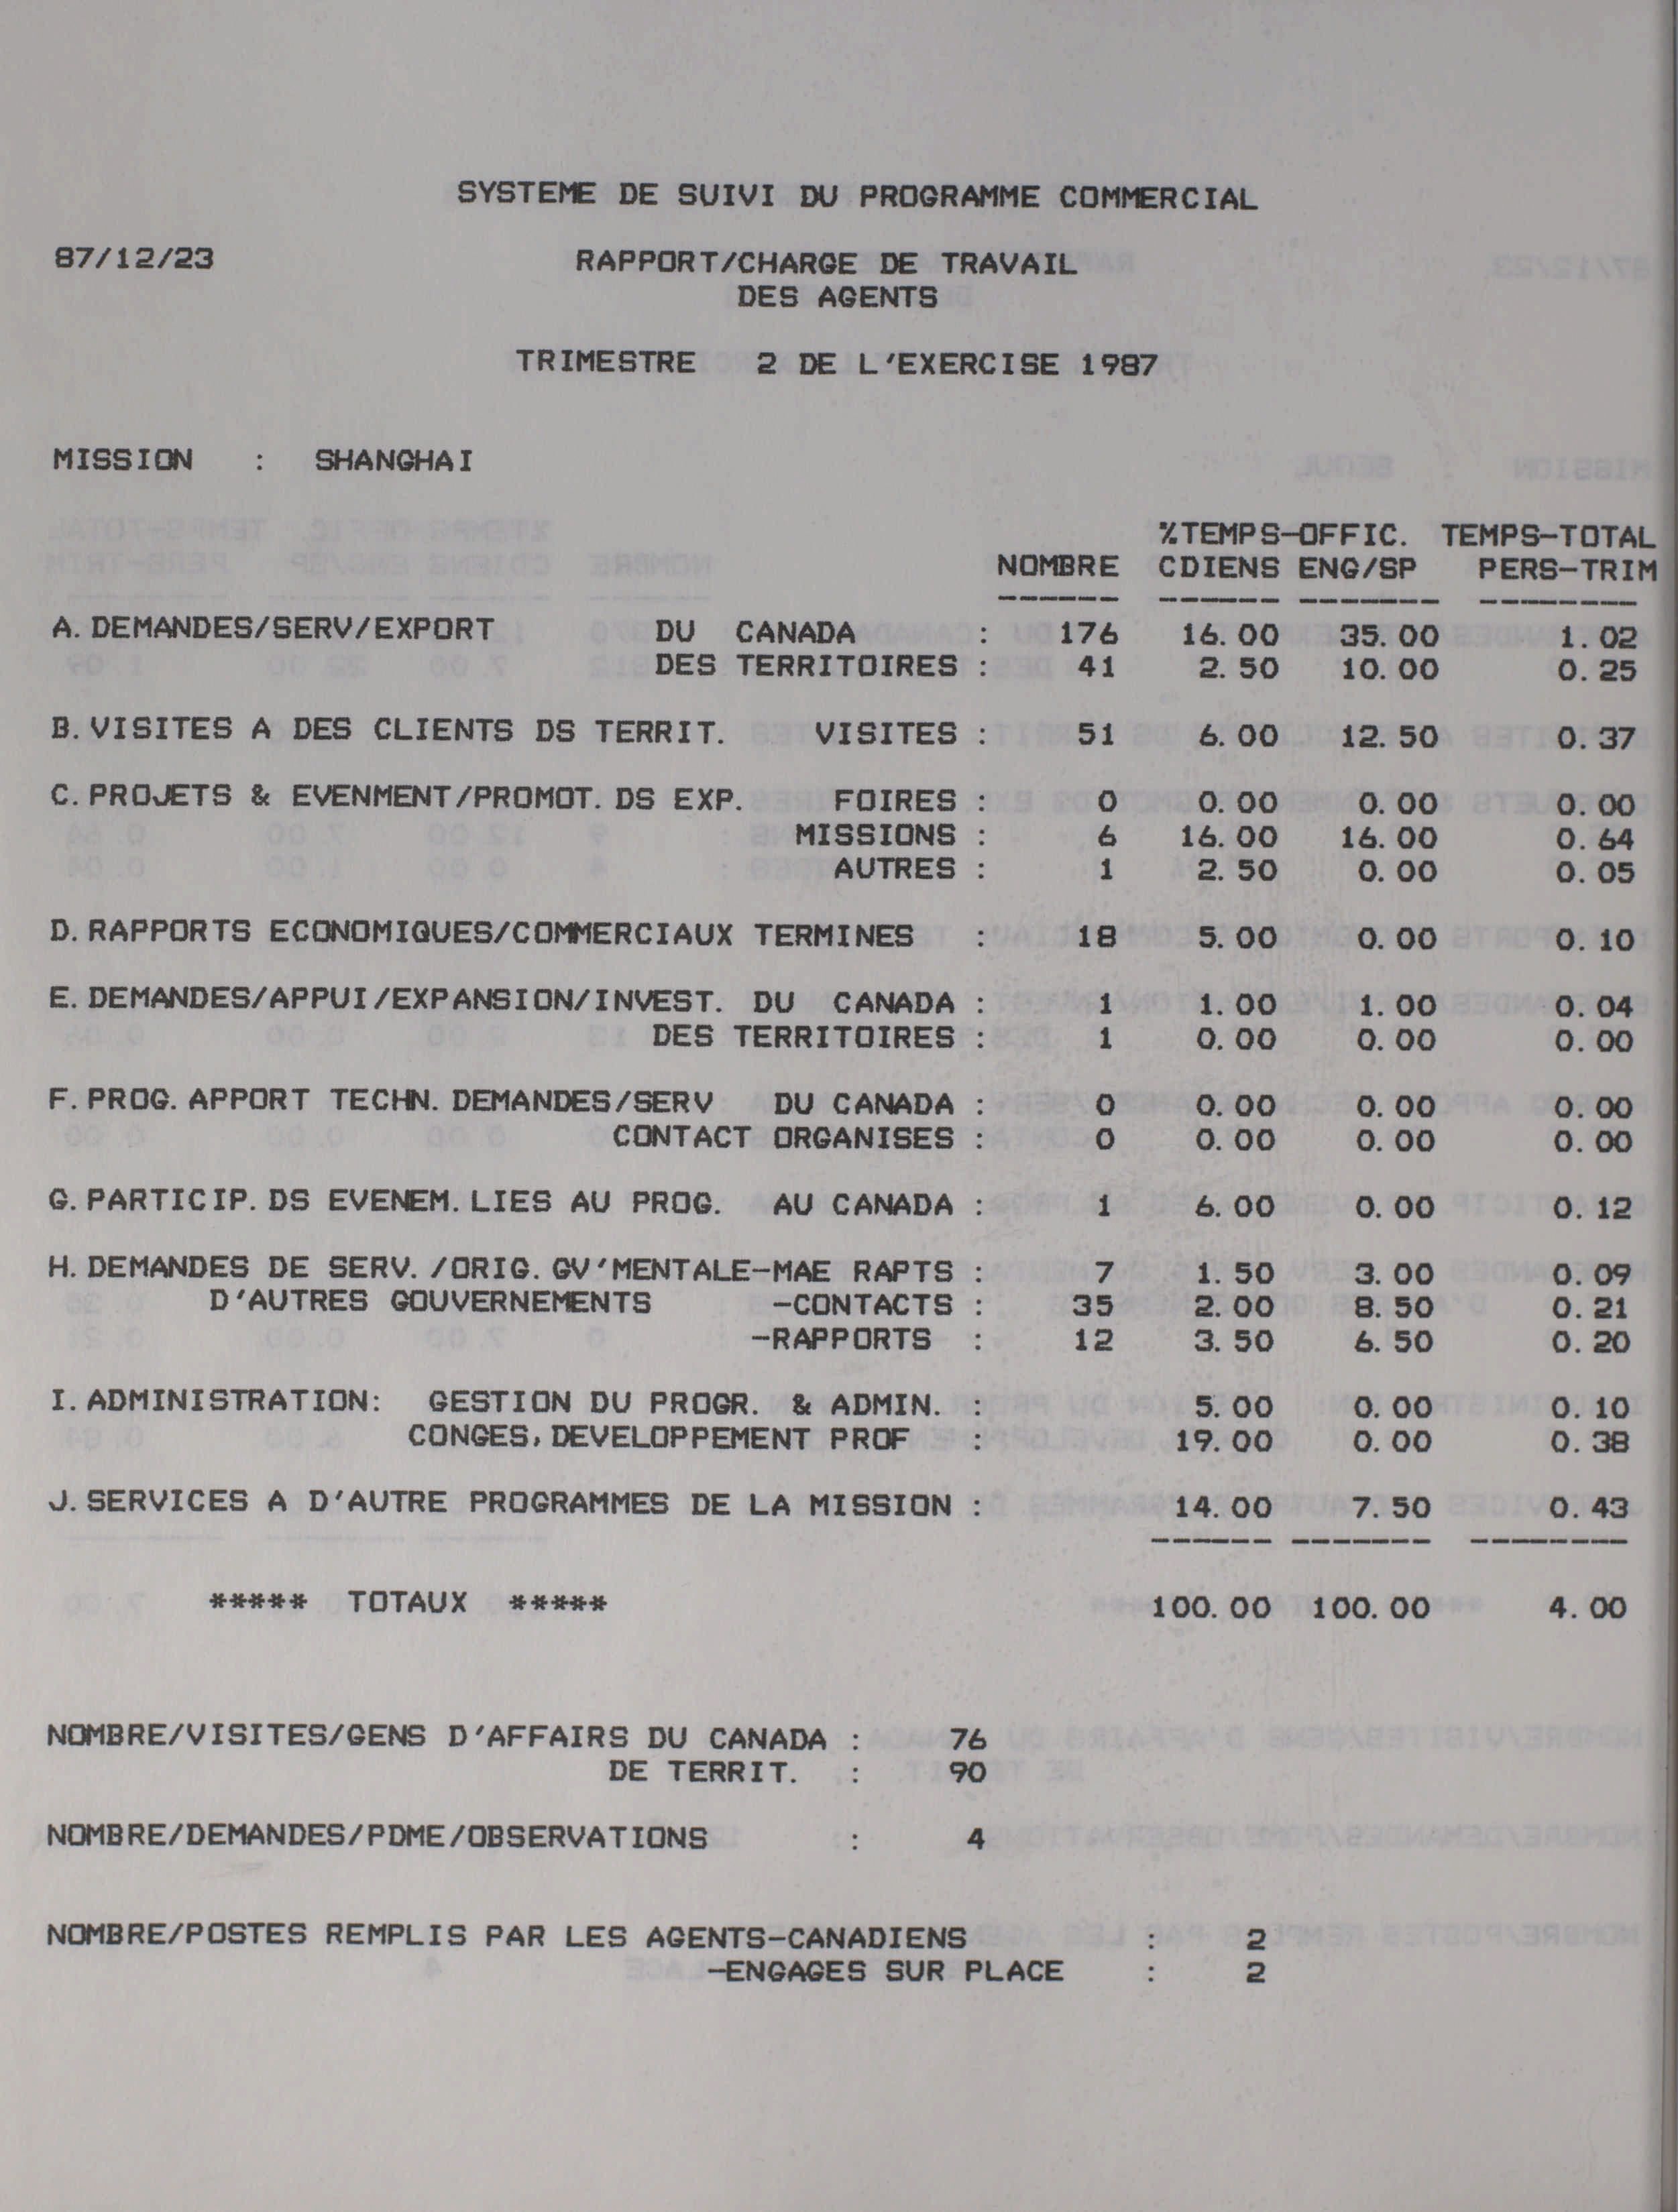 SYSTEME DE SUIVI DU PROGRAMME COMMERCIAL
87/12/23 RAPPORT/CHARGE DE TRAVAIL
DES AGENTS
TRIMESTRE 2 DE L'EXERCISE 1987
MISSION : SHANGHAI
%TEMPS-OFFIC. TEMPS-TOTAL
NOMBRE CDIENS ENG/SP PERS-TRIM
------ ------ ------- --------
A. DEMANDES/SERV/EXPORT DU CANADA : 176 16.00 35.00 1.02
DES TERRITOIRES : 41 2.50 10.00 0.25
B. VISITES A DES CLIENTS DS TERRIT. VISITES : 51 6.00 12.50 0.37
C. PROJETS & EVENMENT/PROMOT. DS EXP. FOIRES : 0 0.00 0.00 0.00
MISSIONS : 6 16.00 16.00 0.64
AUTRES : 1 2.50 0.00 0.05
D. RAPPORTS ECONOMIQUES/COMMERCIAUX TERMINES : 18 5.00 0.00 0.10
E. DEMANDES/APPUI/EXPANSION/INVEST. DU CANADA : 1 1.00 1.00 0.04
DES TERRITOIRES : 1 0.00 0.00 0.00
F. PROG. APPORT TECHN. DEMANDES/SERV DU CANADA : 0 0.00 0.00 0.00
CONTACT ORGANISES : 0 0.00 0.00 0.00
G. PARTICIP. DS EVENEM. LIES AU PROG. AU CANADA : 1 6.00 0.00 0.12
H. DEMANDES DE SERV. /ORIG. GV'MENTALE-MAE RAPTS : 7 1.50 3.00 0.09
D'AUTRES GOUVERNEMENTS -CONTACTS : 35 2.00 8.50 0.21
-RAPPORTS : 12 3.50 6.50 0.20
I. ADMINISTRATION: GESTION DU PROGR. & ADMIN. : 5.00 0.00 0.10
CONGES, DEVELOPPEMENT PROF : 19.00 0.00 0.38
J. SERVICES A D'AUTRE PROGRAMMES DE LA MISSION : 14.00 7.50 0.43
------ ------- --------
***** TOTAUX ***** 100.00 100.00 4.00
NOMBRE/VISITES/GENS D'AFFAIRS DU CANADA : 76
DE TERRIT. : 90
NOMBRE/DEMANDES/PDME/OBSERVATIONS : 4
NOMBRE/POSTES REMPLIS PAR LES AGENTS-CANADIENS : 2
-ENGAGES SUR PLACE : 2